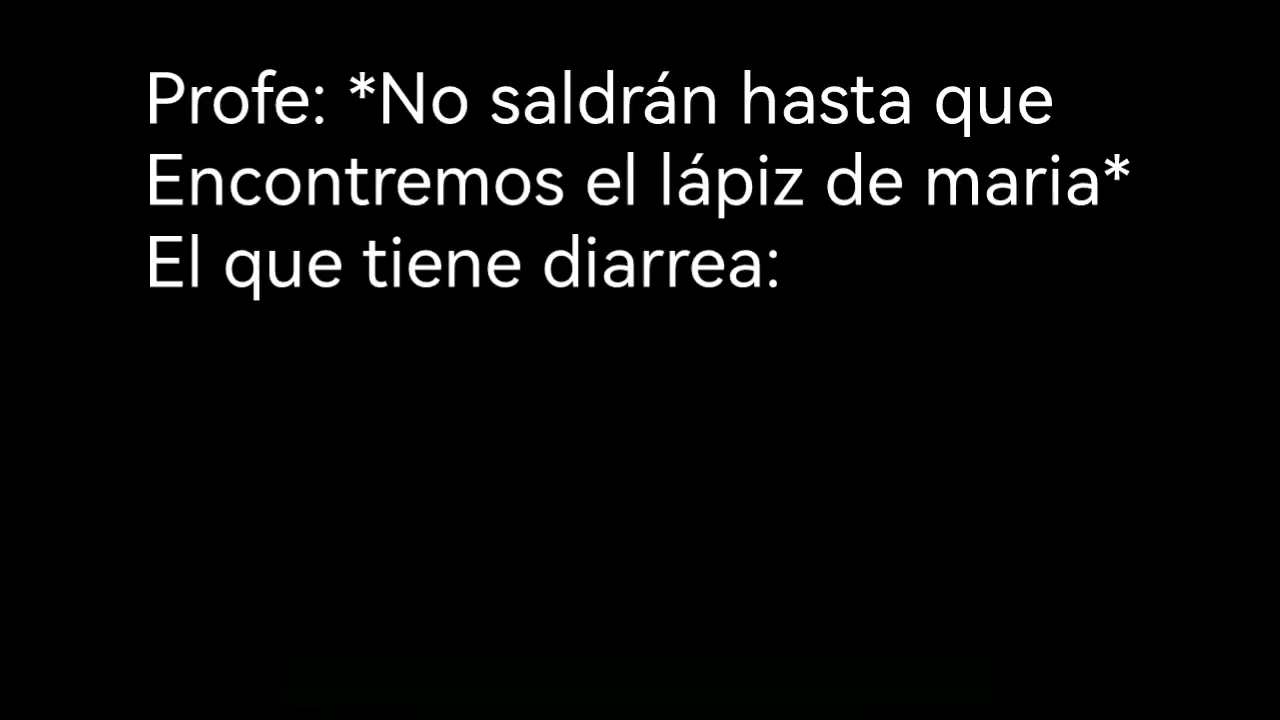 Profe: *No saldrán hasta que
Encontremos el lápiz de maria*
El que tiene diarrea: